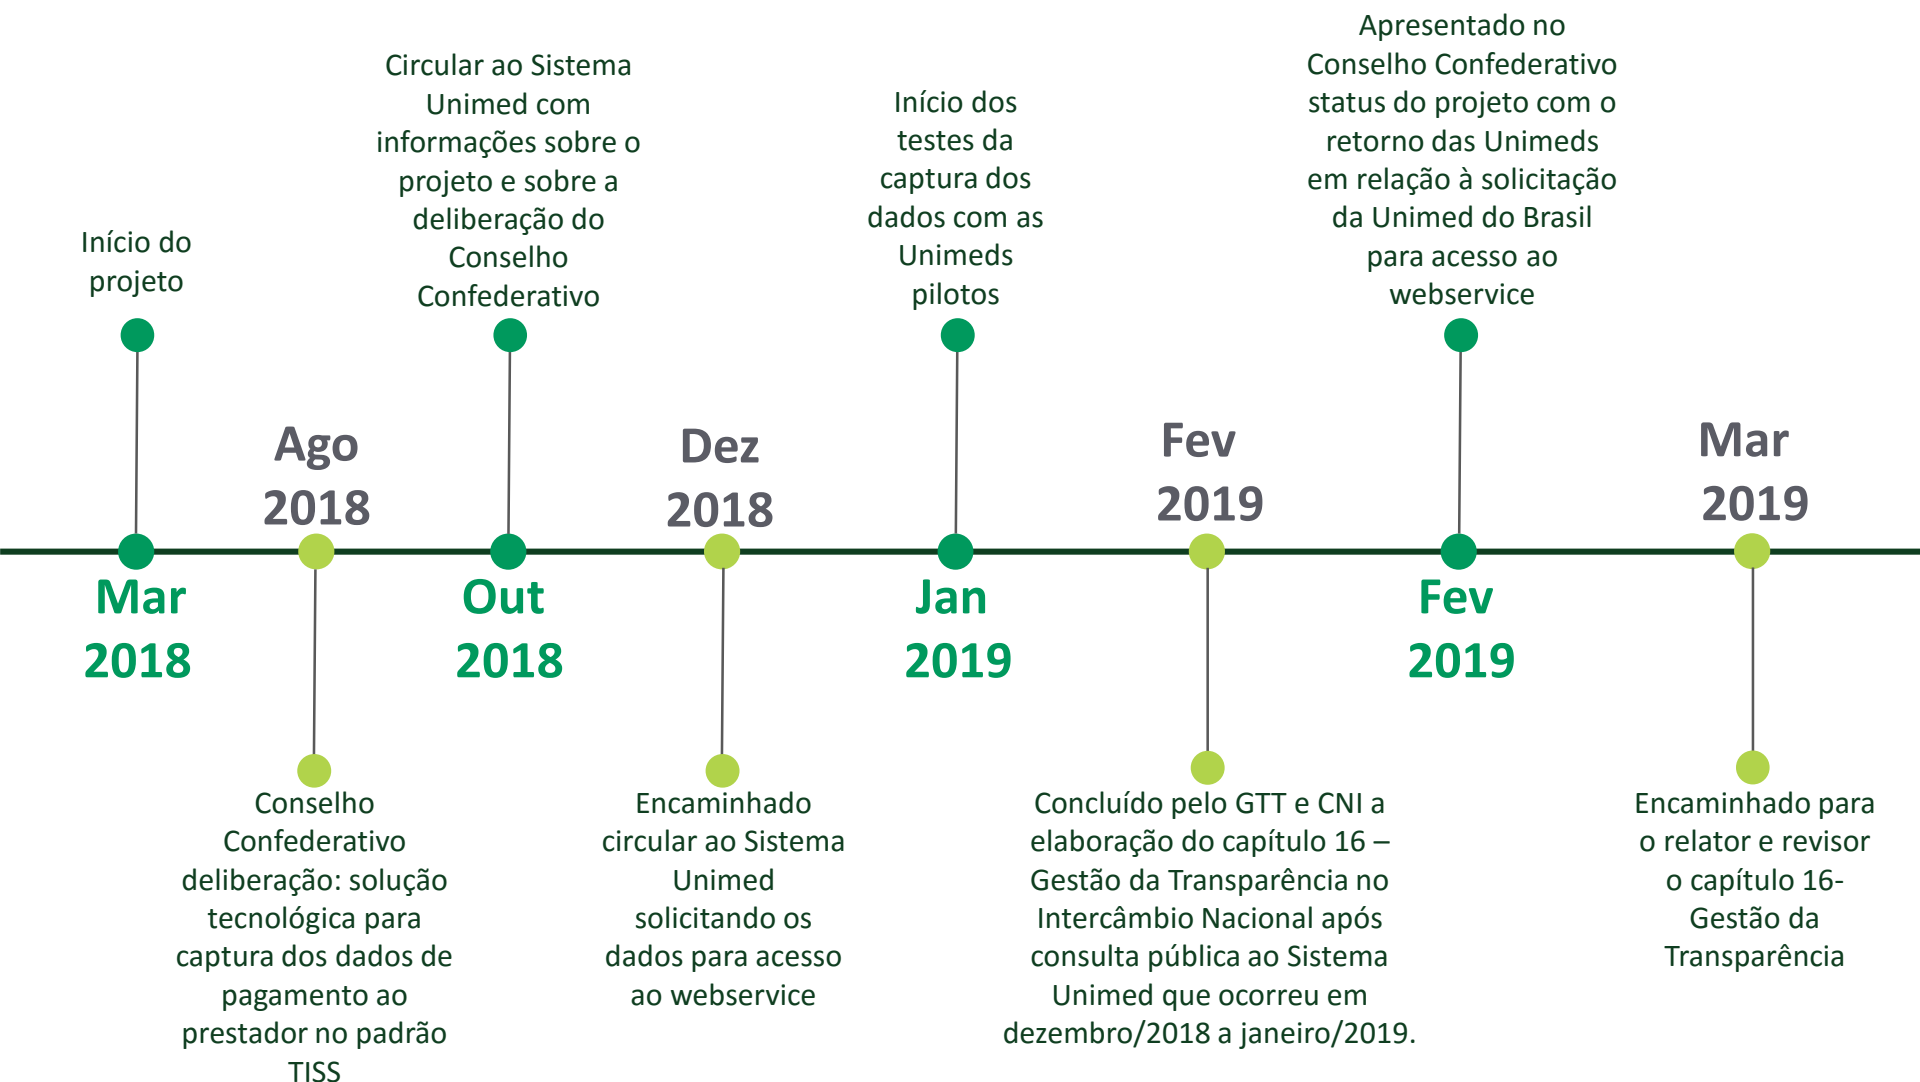 Início do
projeto
Mar
2018
Ago
2018
Conselho
Confederativo
deliberação: solução
tecnológica para
captura dos dados de
pagamento ao
prestador no padrão
TISS
Circular ao Sistema
Unimed com
informações sobre o
projeto e sobre a
deliberação do
Conselho
Confederativo
Out
2018
Dez
2018
Encaminhado
circular ao Sistema
Unimed
solicitando os
dados para acesso
ao webservice
Início dos
testes da
captura dos
dados com as
Unimeds
pilotos
Jan
2019
Fev
2019
Concluído pelo GTT e CNI a
elaboração do capítulo 16 –
Gestão da Transparência no
Intercâmbio Nacional após
consulta pública ao Sistema
Unimed que ocorreu em
dezembro/2018 a janeiro/2019.
Apresentado no
Conselho Confederativo
status do projeto com o
retorno das Unimeds
em relação à solicitação
da Unimed do Brasil
para acesso ao
webservice
Fev
2019
Mar
2019
Encaminhado para
o relator e revisor
o capítulo 16-
Gestão da
Transparência